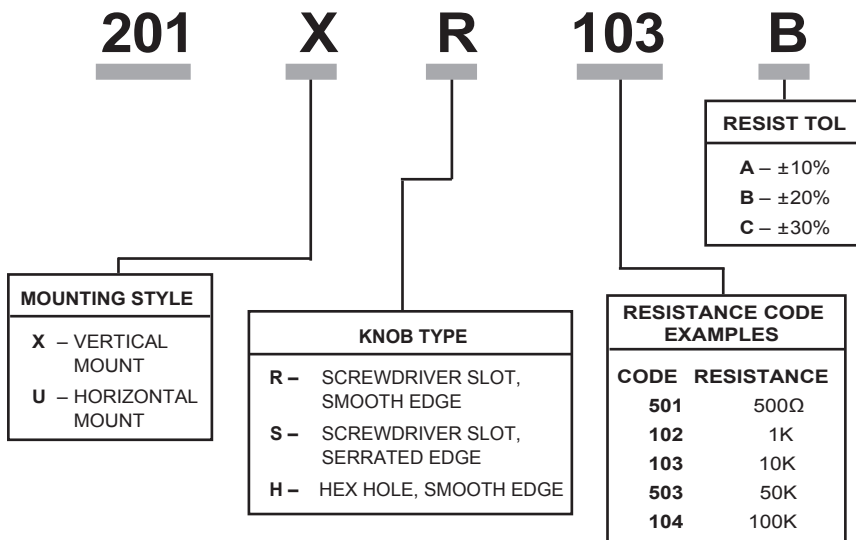 201 X R 103 B
RESIST TOL
A – ±10%
B – ±20%
C – ±30%
MOUNTING STYLE
X – VERTICAL
MOUNT
U – HORIZONTAL
MOUNT
KNOB TYPE
R – SCREWDRIVER SLOT,
SMOOTH EDGE
S – SCREWDRIVER SLOT,
SERRATED EDGE
H – HEX HOLE, SMOOTH EDGE
RESISTANCE CODE
EXAMPLES
CODE RESISTANCE
501 500Ω
102 1K
103 10K
503 50K
104 100K